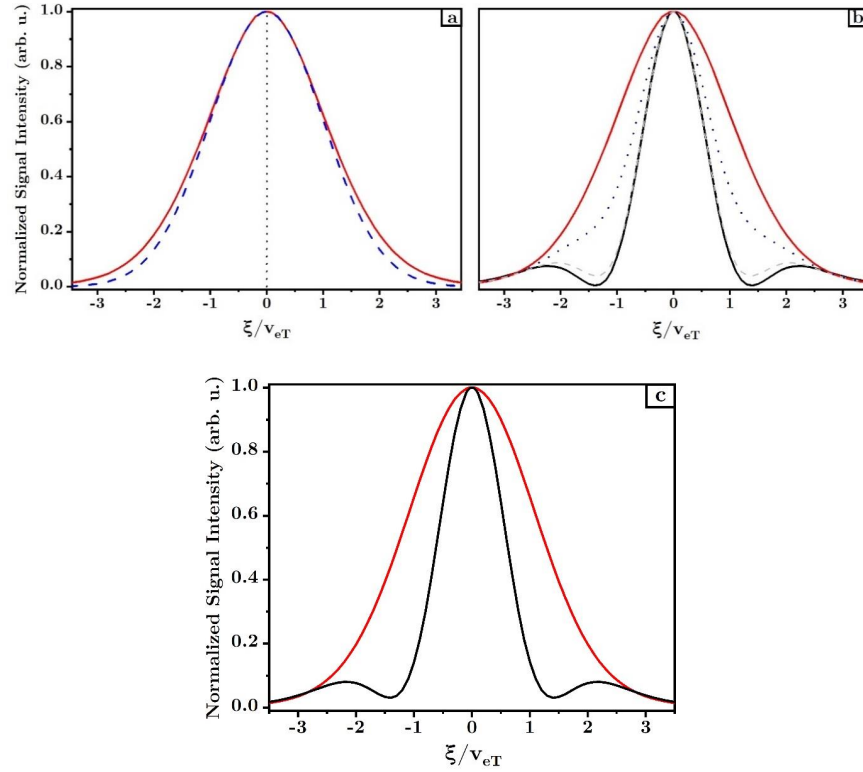 a
Normalized Signal Intensity (arb. u.)
1.0
0.8
0.6
0.4
0.2
0.0
-3 -2 -1 0 1 2 3
ξ/v_eT
b
-3 -2 -1 0 1 2 3
ξ/v_eT
c
Normalized Signal Intensity (arb. u.)
1.0
0.8
0.6
0.4
0.2
0.0
-3 -2 -1 0 1 2 3
ξ/v_eT